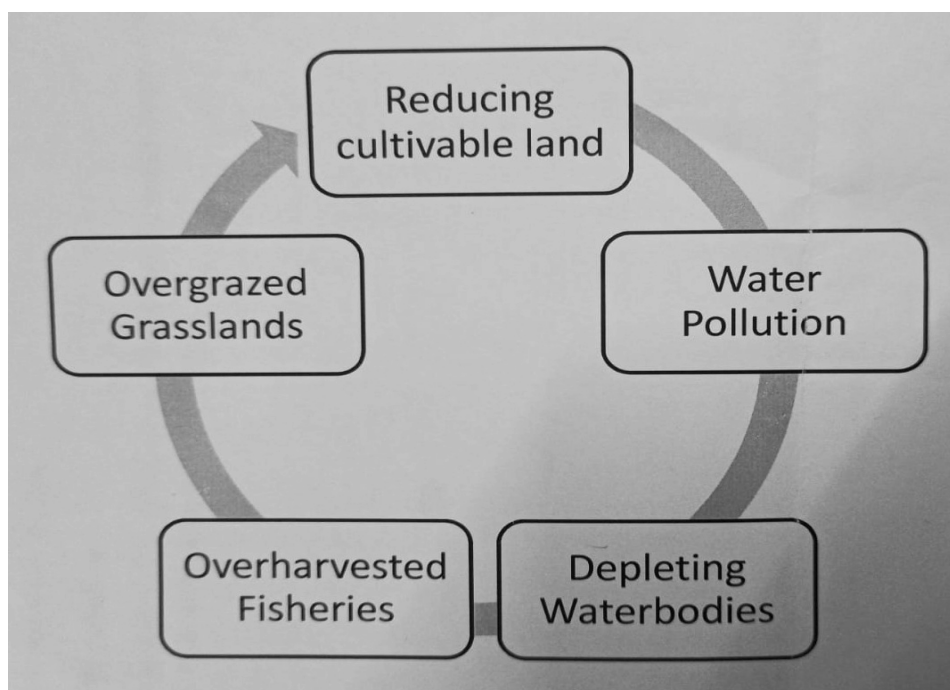 Reducing
cultivable land
Water
Pollution
Depleting
Waterbodies
Overharvested
Fisheries
Overgrazed
Grasslands